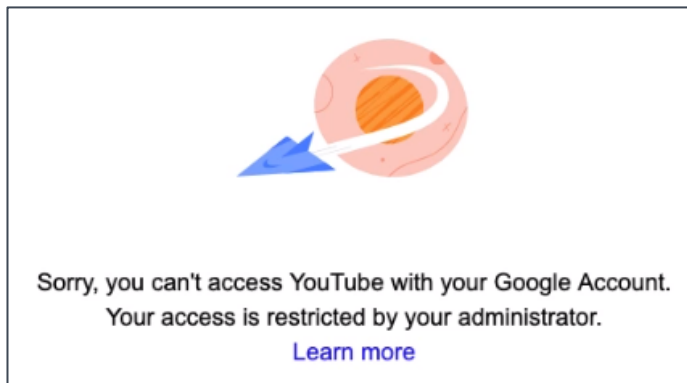 Sorry, you can't access YouTube with your Google Account.
Your access is restricted by your administrator.
Learn more